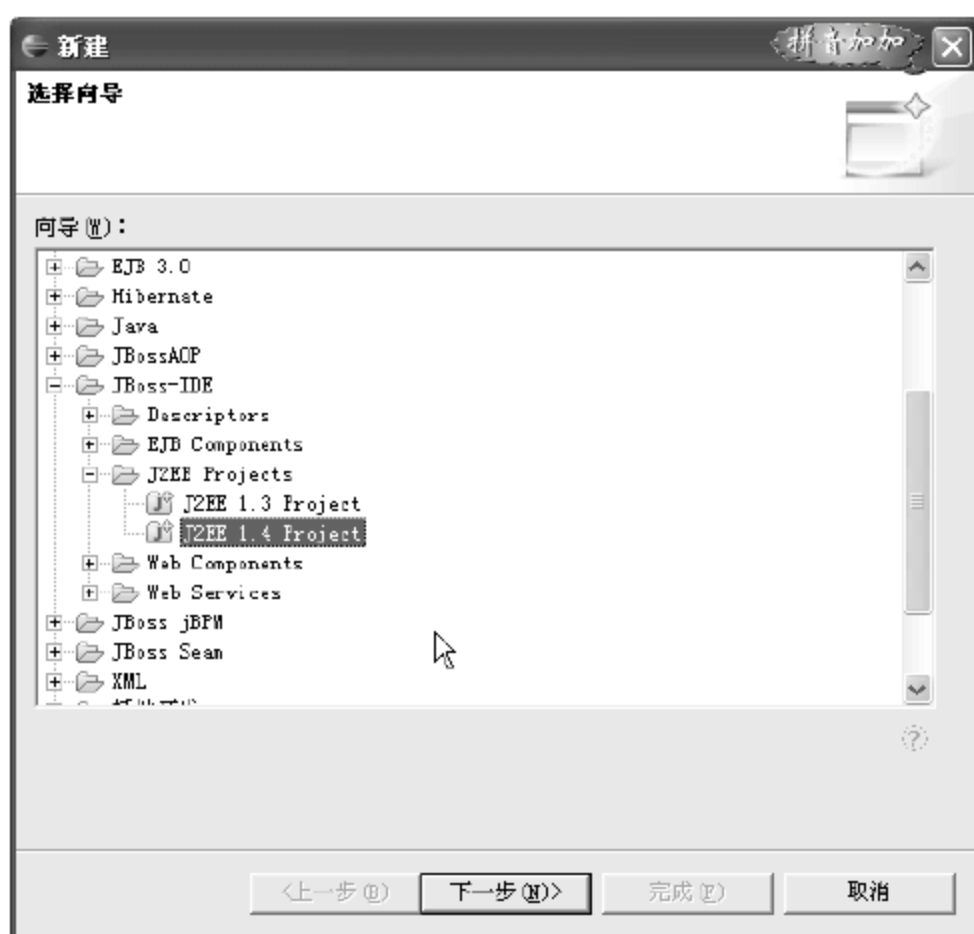 新建
拼音加加
选择向导
向导(W):
EJB 3.0
Hibernate
Java
JBossAOP
JBoss-IDE
Descriptors
EJB Components
J2EE Projects
J2EE 1.3 Project
J2EE 1.4 Project
Web Components
Web Services
JBoss jBPM
JBoss Seam
XML
<上一步(B)
下一步(N)>
完成(F)
取消